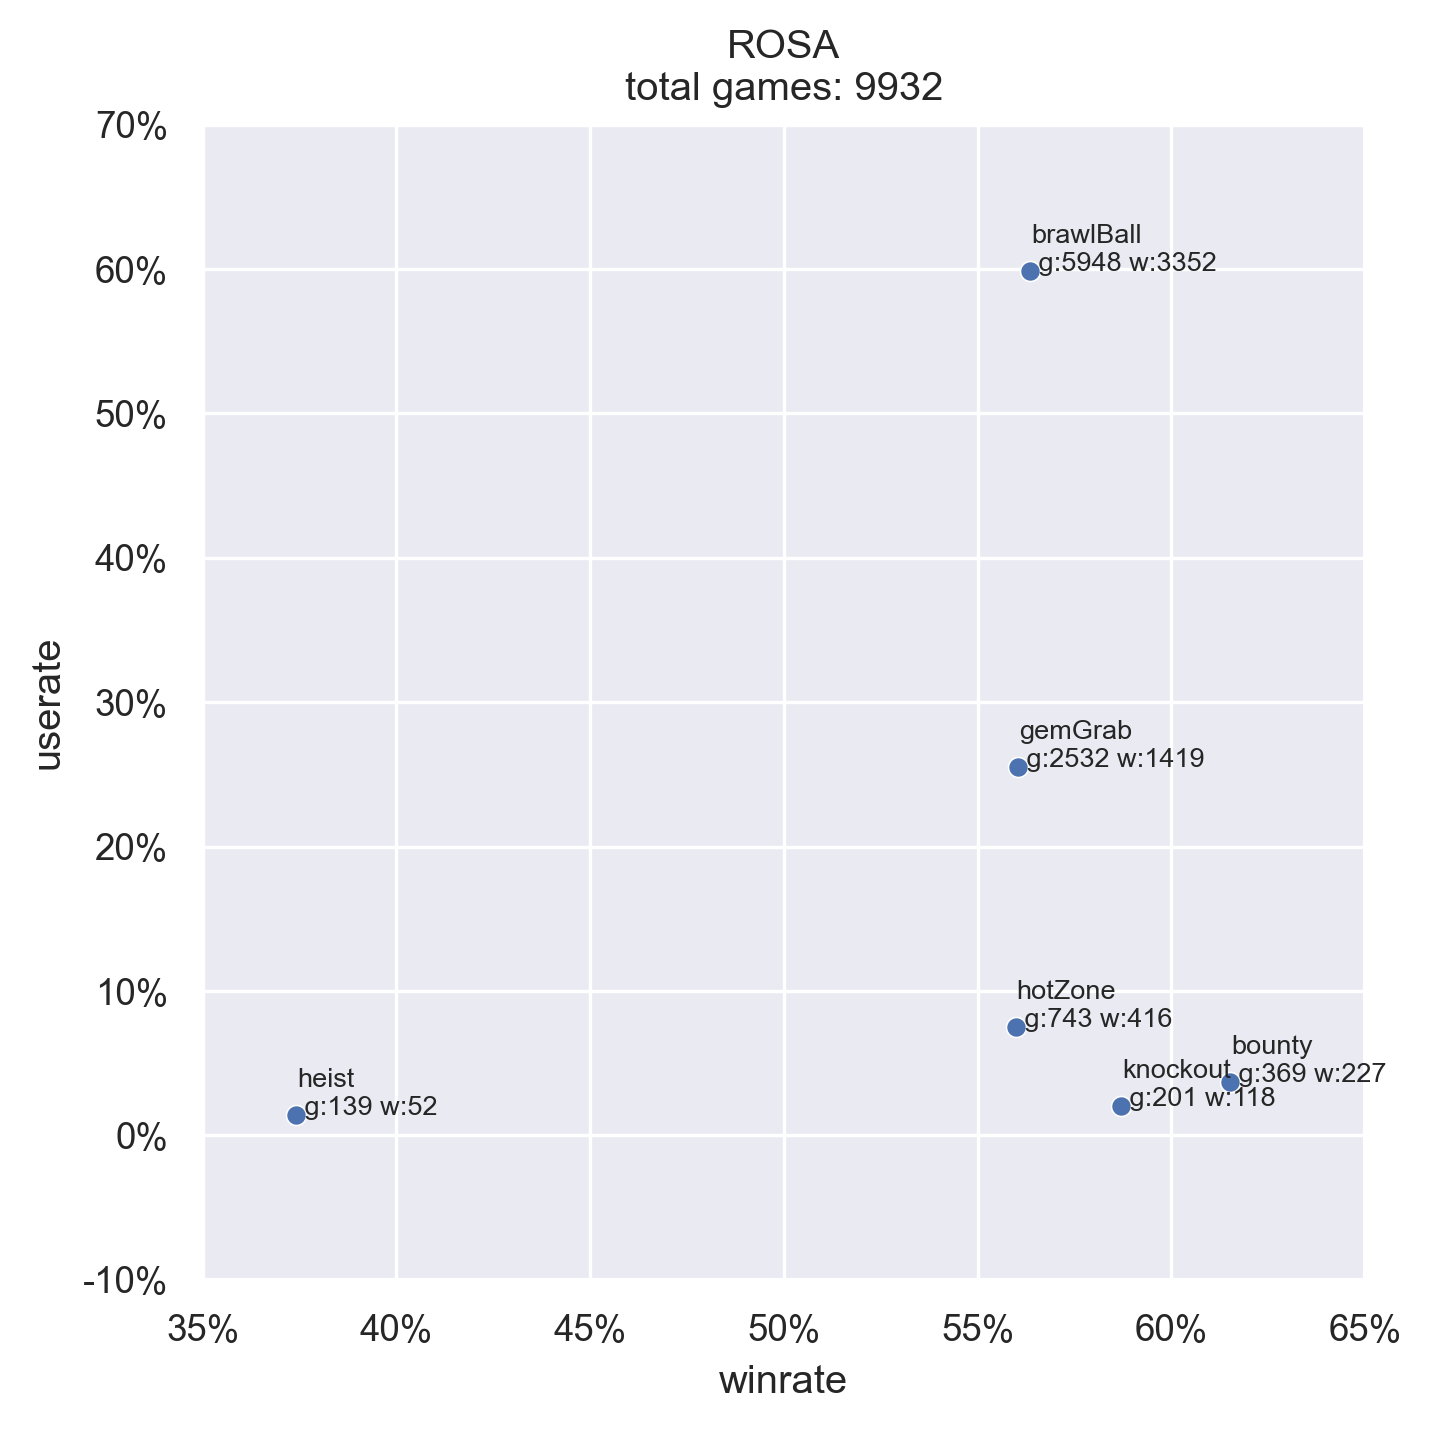 ROSA
total games: 9932
70%
60%
50%
40%
30%
20%
10%
0%
-10%
userate
brawlBall
g:5948 w:3352
gemGrab
g:2532 w:1419
hotZone
g:743 w:416
bounty
g:369 w:227
knockout
g:201 w:118
heist
g:139 w:52
35% 40% 45% 50% 55% 60% 65%
winrate